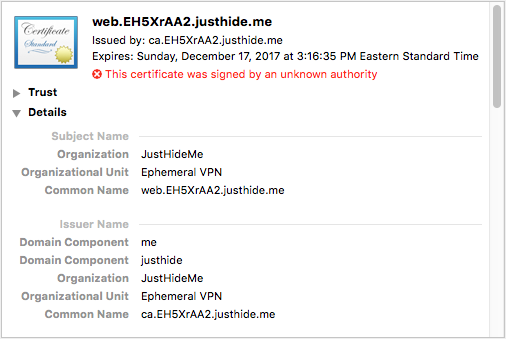 Certificate
Standard
web.EH5XrAA2.justhide.me
Issued by: ca.EH5XrAA2.justhide.me
Expires: Sunday, December 17, 2017 at 3:16:35 PM Eastern Standard Time
This certificate was signed by an unknown authority
Trust
Details
Subject Name
Organization JustHideMe
Organizational Unit Ephemeral VPN
Common Name web.EH5XrAA2.justhide.me
Issuer Name
Domain Component me
Domain Component justhide
Organization JustHideMe
Organizational Unit Ephemeral VPN
Common Name ca.EH5XrAA2.justhide.me